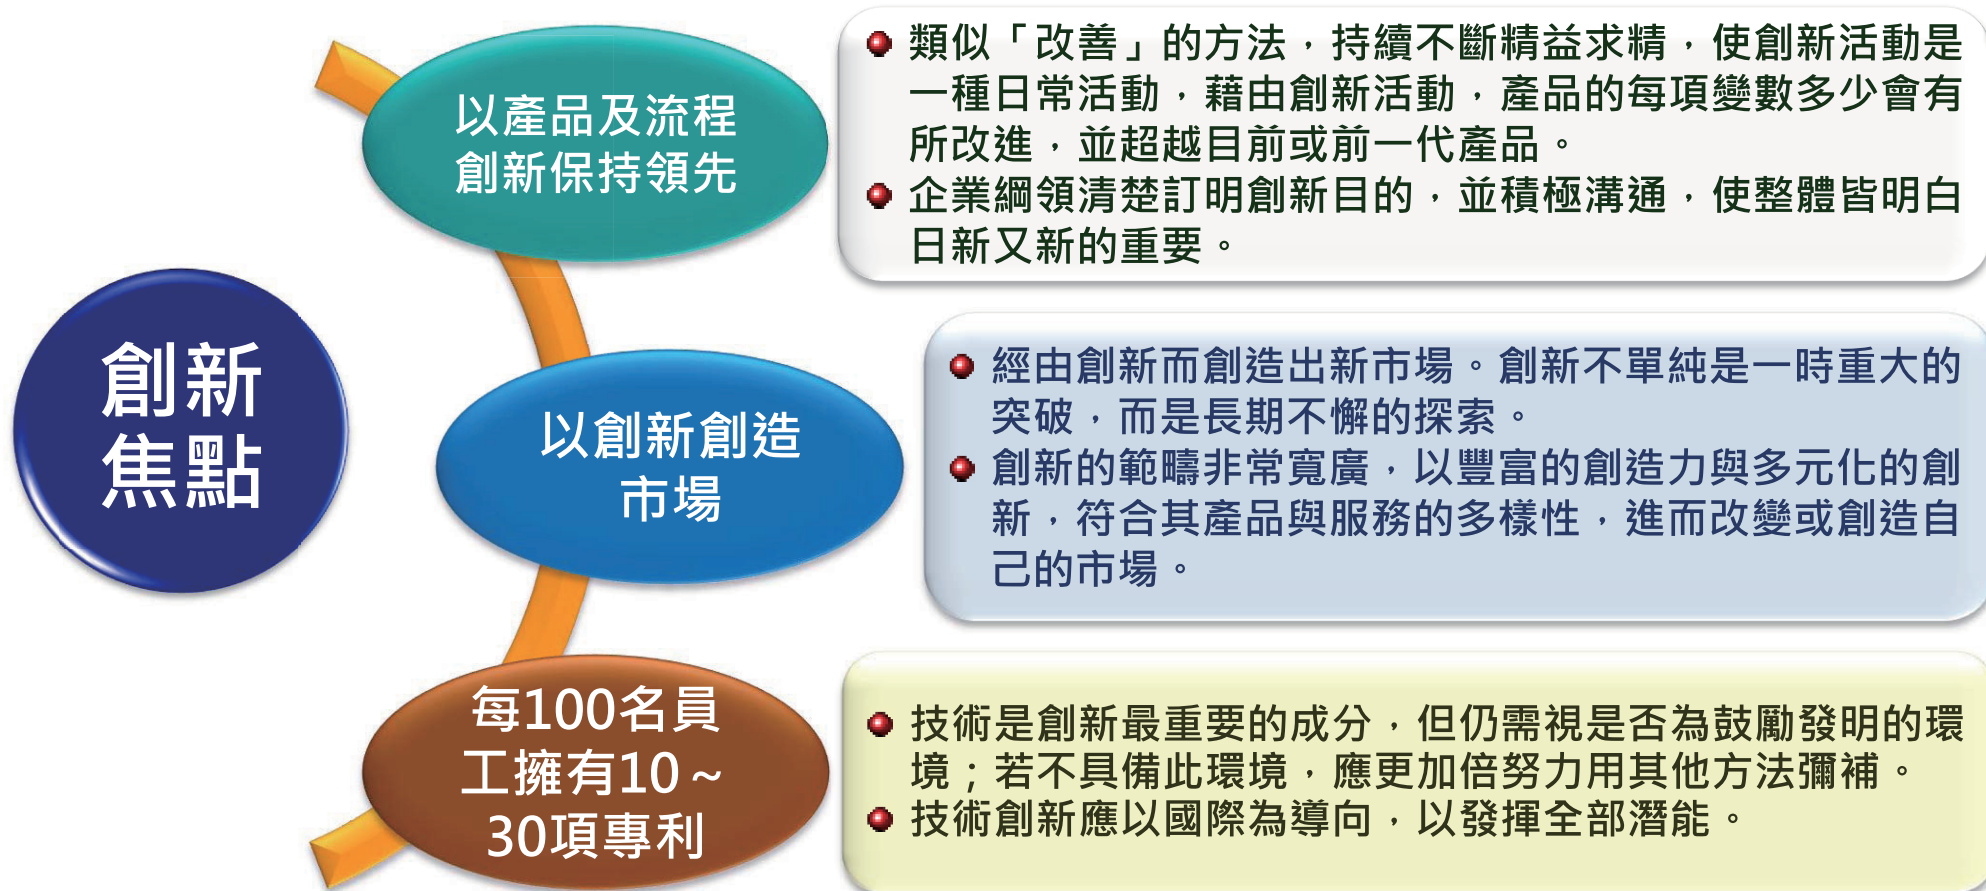 創新
焦點
以產品及流程
創新保持領先
類似「改善」的方法，持續不斷精益求精，使創新活動是
一種日常活動，藉由創新活動，產品的每項變數多少會有
所改進，並超越目前或前一代產品。
企業綱領清楚訂明創新目的，並積極溝通，使整體皆明白
日新又新的重要。
以創新創造
市場
經由創新而創造出新市場。創新不單純是一時重大的
突破，而是長期不懈的探索。
創新的範疇非常寬廣，以豐富的創造力與多元化的創
新，符合其產品與服務的多樣性，進而改變或創造自
己的市場。
每100名員
工擁有10～
30項專利
技術是創新最重要的成分，但仍需視是否為鼓勵發明的環
境；若不具備此環境，應更加倍努力用其他方法彌補。
技術創新應以國際為導向，以發揮全部潛能。